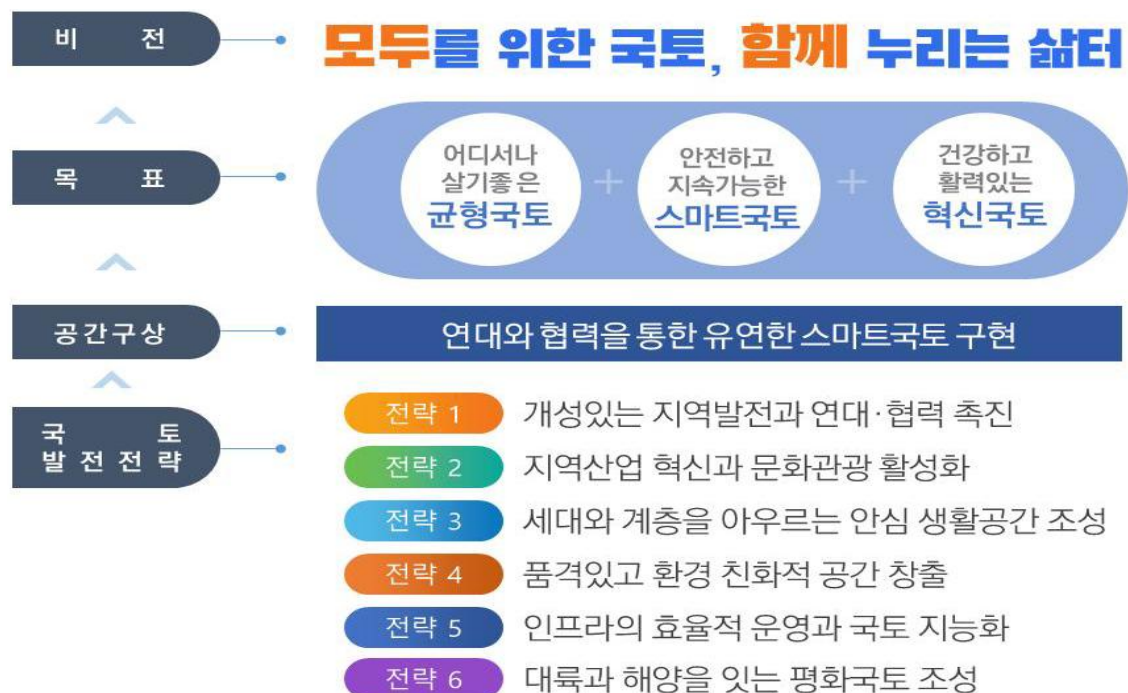 비 전
모두를 위한 국토, 함께 누리는 삶터
목 표
어디서나
살기좋은
균형국토
+
안전하고
지속가능한
스마트국토
+
건강하고
활력있는
혁신국토
공간구상
연대와 협력을 통한 유연한 스마트국토 구현
국 토
발전전략
전략 1 개성있는 지역발전과 연대·협력 촉진
전략 2 지역산업 혁신과 문화관광 활성화
전략 3 세대와 계층을 아우르는 안심 생활공간 조성
전략 4 품격있고 환경 친화적 공간 창출
전략 5 인프라의 효율적 운영과 국토 지능화
전략 6 대륙과 해양을 잇는 평화국토 조성